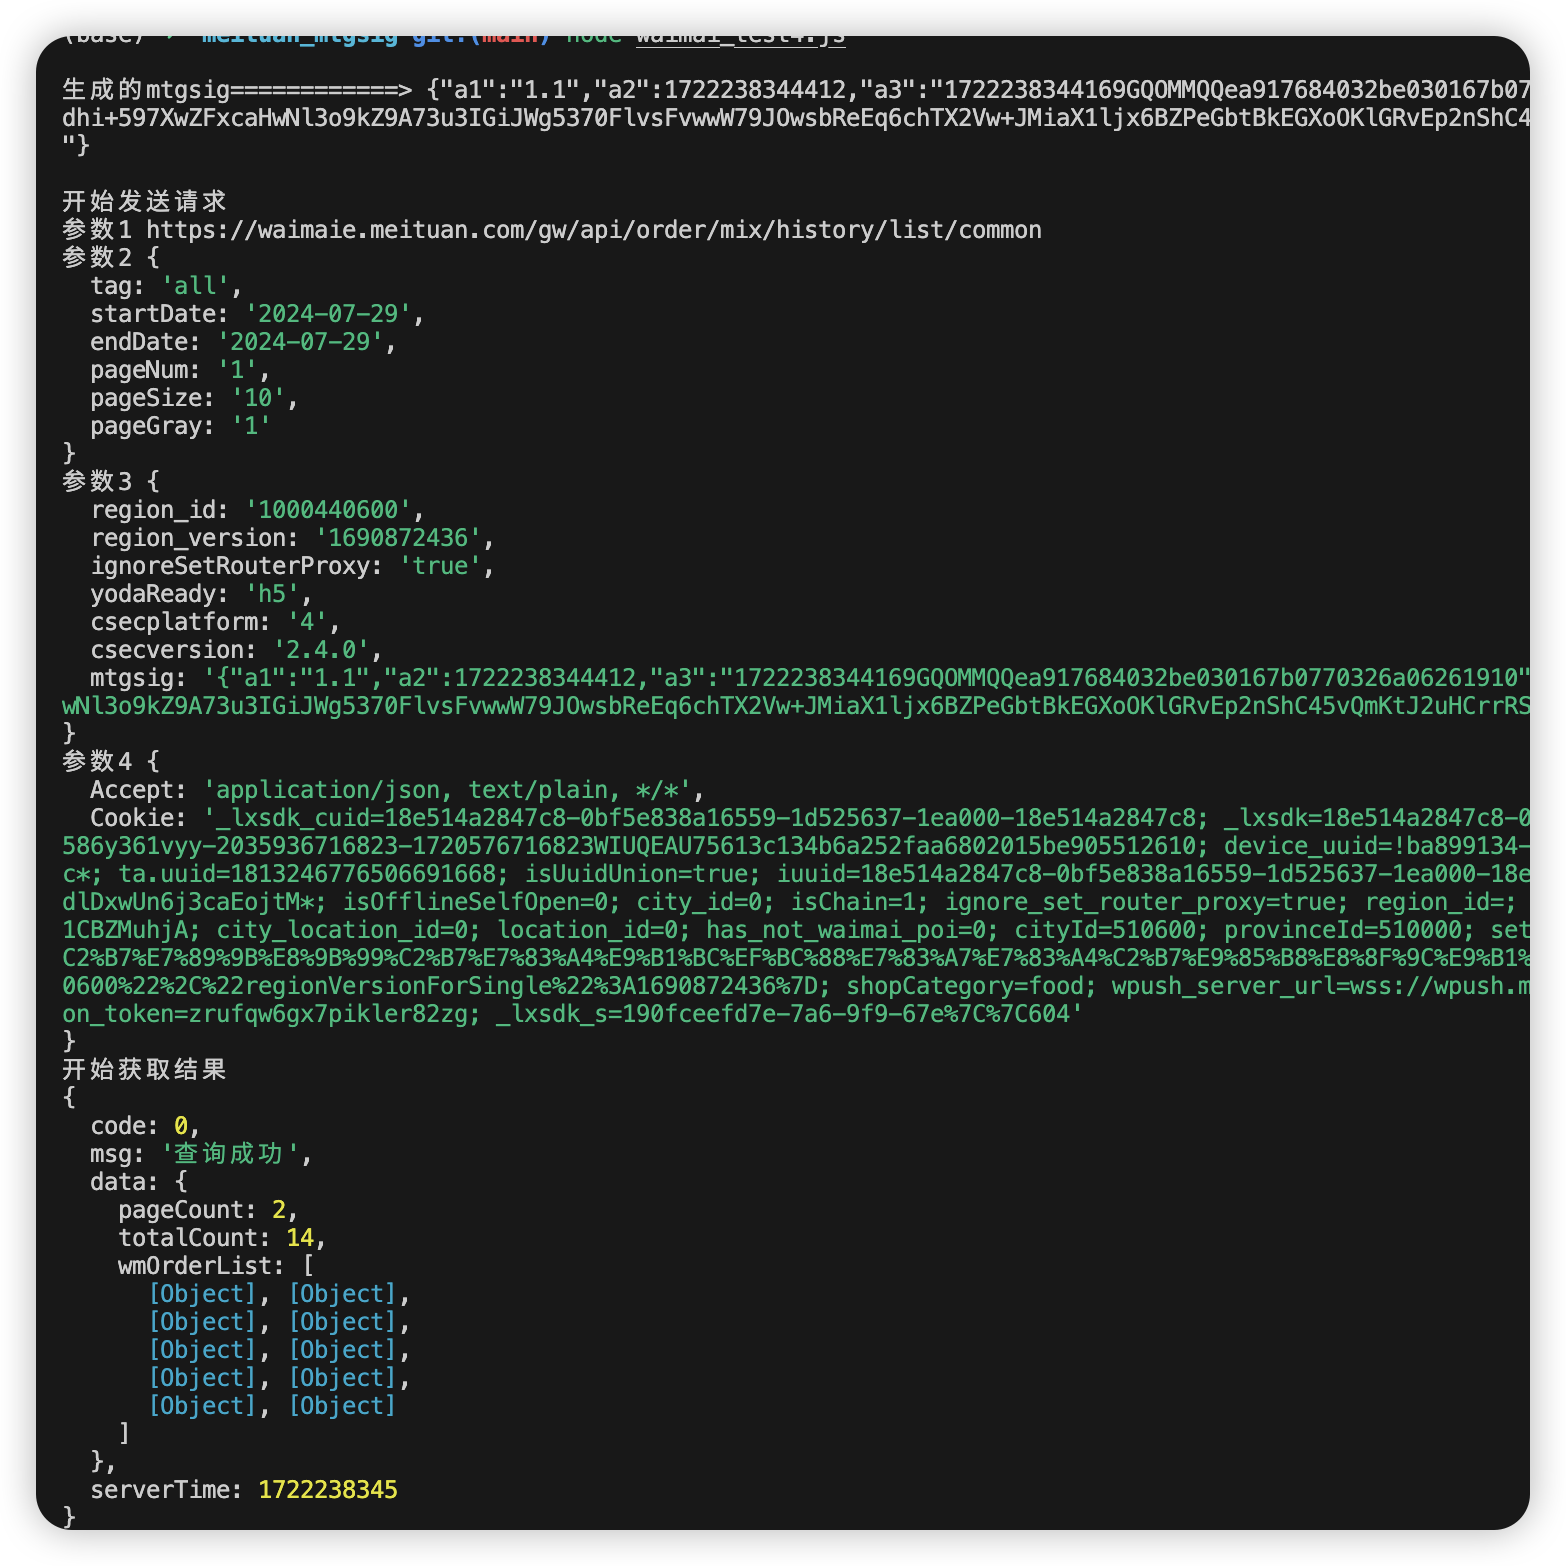 (base) meituan_mtgsig git:(main) node waimai_test4.js
生成的mtgsig============> {"a1":"1.1","a2":1722238344412,"a3":"1722238344169GQOMMQQea917684032be030167b07
dhi+597XwZFxcaHwNl3o9kZ9A73u3IGiJWg5370FlvsFvwwW79JOwsbReEq6chTX2Vw+JMiaX1ljx6BZPeGbtBkEGXoOKlGRvEp2nShC4
"}
开始发送请求
参数1 https://waimaie.meituan.com/gw/api/order/mix/history/list/common
参数2 {
tag: 'all',
startDate: '2024-07-29',
endDate: '2024-07-29',
pageNum: '1',
pageSize: '10',
pageGray: '1'
}
参数3 {
region_id: '1000440600',
region_version: '1690872436',
ignoreSetRouterProxy: 'true',
yodaReady: 'h5',
csecplatform: '4',
csecversion: '2.4.0',
mtgsig: '{"a1":"1.1","a2":1722238344412,"a3":"1722238344169GQOMMQQea917684032be030167b0770326a06261910"
wNl3o9kZ9A73u3IGiJWg5370FlvsFvwwW79JOwsbReEq6chTX2Vw+JMiaX1ljx6BZPeGbtBkEGXoOKlGRvEp2nShC45vQmKtJ2uHCrrRS
}
参数4 {
Accept: 'application/json, text/plain, */*',
Cookie: '_lxsdk_cuid=18e514a2847c8-0bf5e838a16559-1d525637-1ea000-18e514a2847c8; _lxsdk=18e514a2847c8-0
586y361vyy-2035936716823-1720576716823WIUQEAU75613c134b6a252faa6802015be905512610; device_uuid=!ba899134-
c*; ta.uuid=1813246776506691668; isUuidUnion=true; iuuid=18e514a2847c8-0bf5e838a16559-1d525637-1ea000-18e
dlDxwUn6j3caEojtM*; isOfflineSelfOpen=0; city_id=0; isChain=1; ignore_set_router_proxy=true; region_id=;
1CBZMuhjA; city_location_id=0; location_id=0; has_not_waimai_poi=0; cityId=510600; provinceId=510000; set
C2%B7%E7%89%9B%E8%9B%99%C2%B7%E7%83%A4%E9%B1%BC%EF%BC%88%E7%83%A7%E7%83%A4%C2%B7%E9%85%B8%E8%8F%9C%E9%B1%
0600%22%2C%22regionVersionForSingle%22%3A1690872436%7D; shopCategory=food; wpush_server_url=wss://wpush.m
on_token=zrufqw6gx7pikler82zg; _lxsdk_s=190fceefd7e-7a6-9f9-67e%7C%7C604'
}
开始获取结果
{
code: 0,
msg: '查询成功',
data: {
pageCount: 2,
totalCount: 14,
wmOrderList: [
[Object], [Object],
[Object], [Object],
[Object], [Object],
[Object], [Object],
[Object], [Object]
]
},
serverTime: 1722238345
}